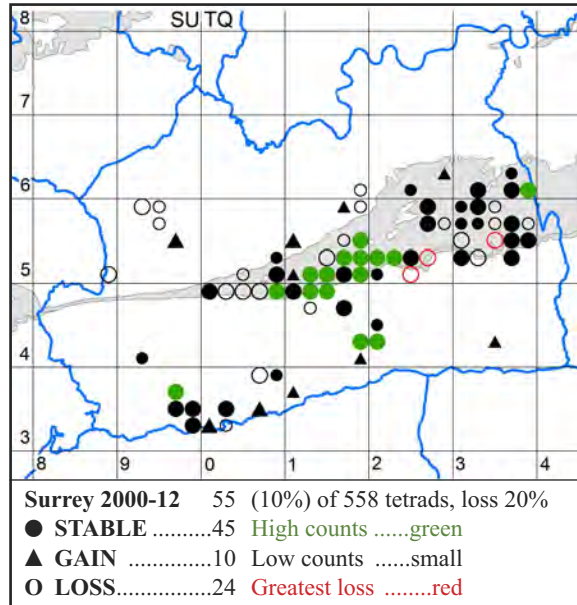 SU TQ
8
7
6
5
4
3
8 9 0 1 2 3 4
Surrey 2000-12 55 (10%) of 558 tetrads, loss 20%
● STABLE ..........45 High counts ......green
▲ GAIN .............10 Low counts ......small
O LOSS.............24 Greatest loss ........red